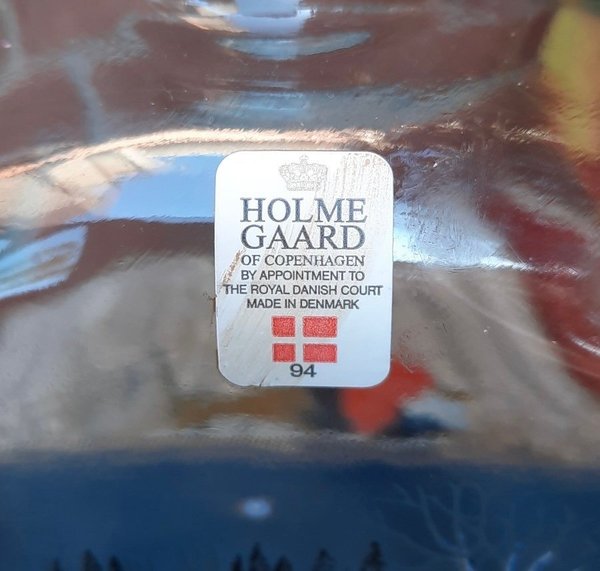 HOLME
GAARD
OF COPENHAGEN
BY APPOINTMENT TO
THE ROYAL DANISH COURT
MADE IN DENMARK
94